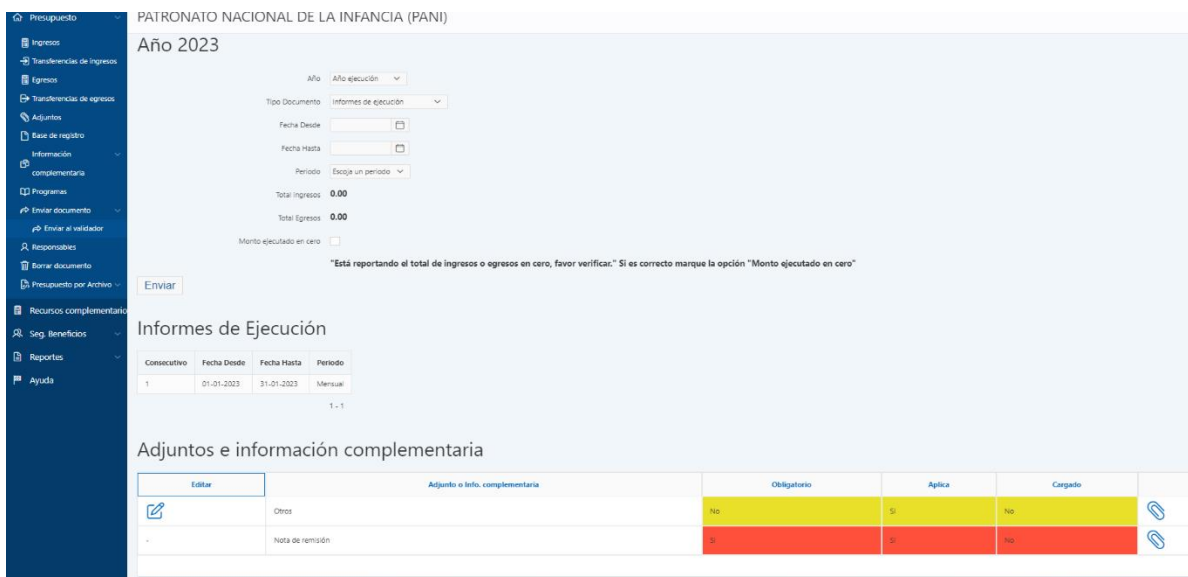 Presupuesto
PATRONATO NACIONAL DE LA INFANCIA (PANI)
Ingresos
Transferencias de ingresos
Egresos
Transferencias de egresos
Adjuntos
Base de registro
Información
complementaria
Programas
Enviar documento
Enviar al validador
Responsables
Borrar documento
Presupuesto por Archivo
Recursos complementario
Seg. Beneficios
Reportes
Ayuda
Año 2023
Año Año ejecución
Tipo Documento Informes de ejecución
Fecha Desde
Fecha Hasta
Periodo Escoja un periodo
Total Ingresos 0.00
Total Egresos 0.00
Monto ejecutado en cero
"Está reportando el total de ingresos o egresos en cero, favor verificar." Si es correcto marque la opción "Monto ejecutado en cero"
Enviar
Informes de Ejecución
Consecutivo Fecha Desde Fecha Hasta Periodo
1 01-01-2023 31-01-2023 Mensual
1 - 1
Adjuntos e información complementaria
Editar Adjunto o Info. complementaria Obligatorio Aplica Cargado
Otros No Si No
- Nota de remisión Si Si No